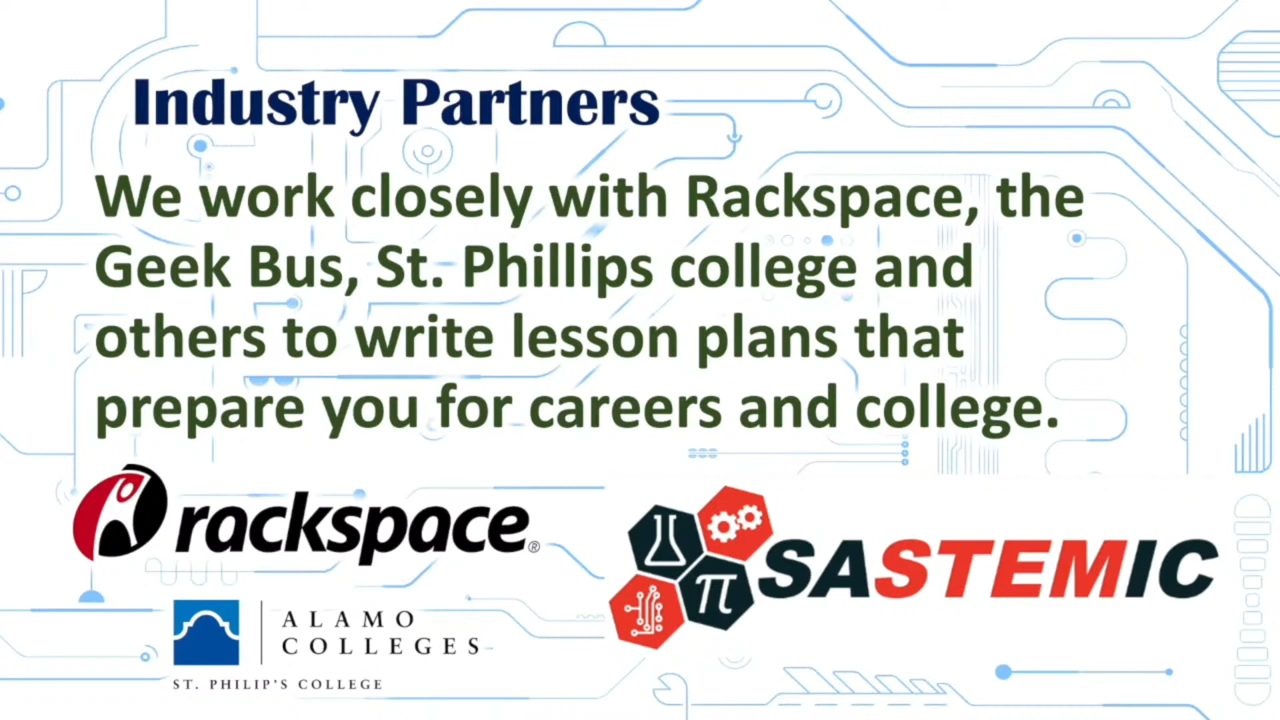 Industry Partners
We work closely with Rackspace, the
Geek Bus, St. Phillips college and
others to write lesson plans that
prepare you for careers and college.
rackspace®
π
SASTEMIC
ALAMO
COLLEGES
ST. PHILIP'S COLLEGE